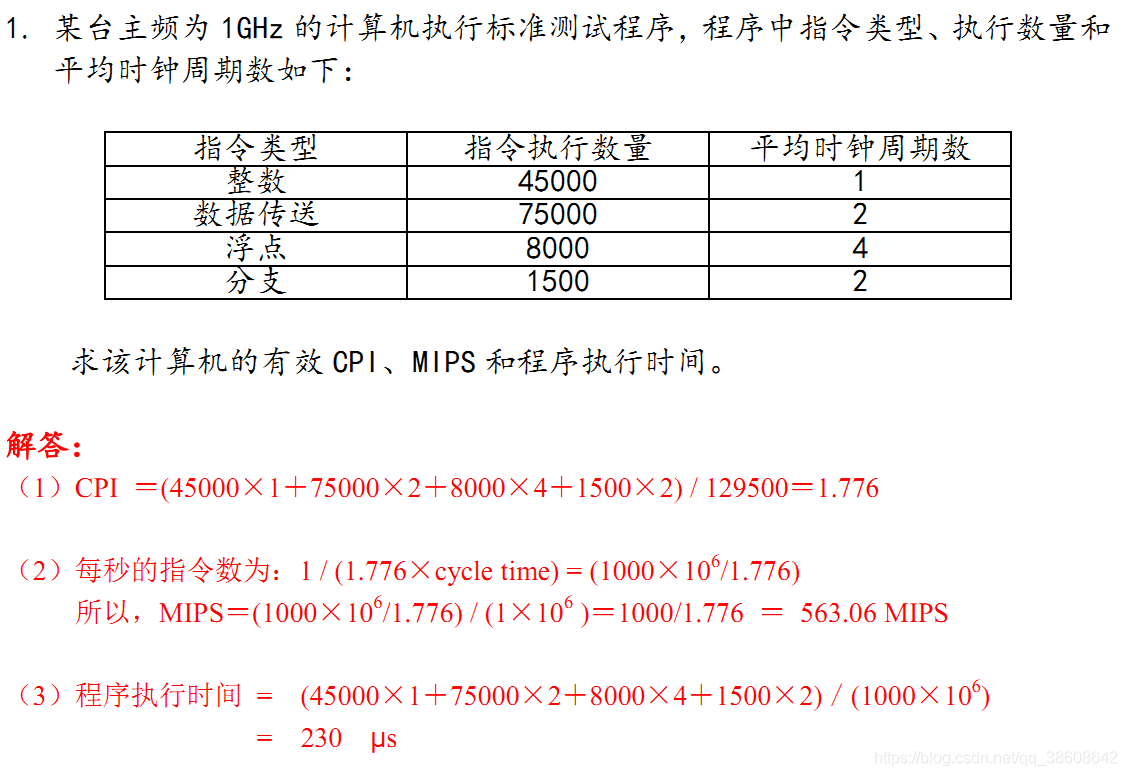 1. 某台主频为 1GHz 的计算机执行标准测试程序，程序中指令类型、执行数量和
平均时钟周期数如下：
指令类型 指令执行数量 平均时钟周期数
整数 45000 1
数据传送 75000 2
浮点 8000 4
分支 1500 2
求该计算机的有效 CPI、MIPS 和程序执行时间。
解答：
（1）CPI ＝(45000×1＋75000×2＋8000×4＋1500×2) / 129500＝1.776
（2）每秒的指令数为：1 / (1.776×cycle time) = (1000×10⁶/1.776)
所以，MIPS＝(1000×10⁶/1.776) / (1×10⁶ )＝1000/1.776 ＝ 563.06 MIPS
（3）程序执行时间 = (45000×1＋75000×2＋8000×4＋1500×2) / (1000×10⁶)
= 230 μs
https://blog.csdn.net/qq_38608642